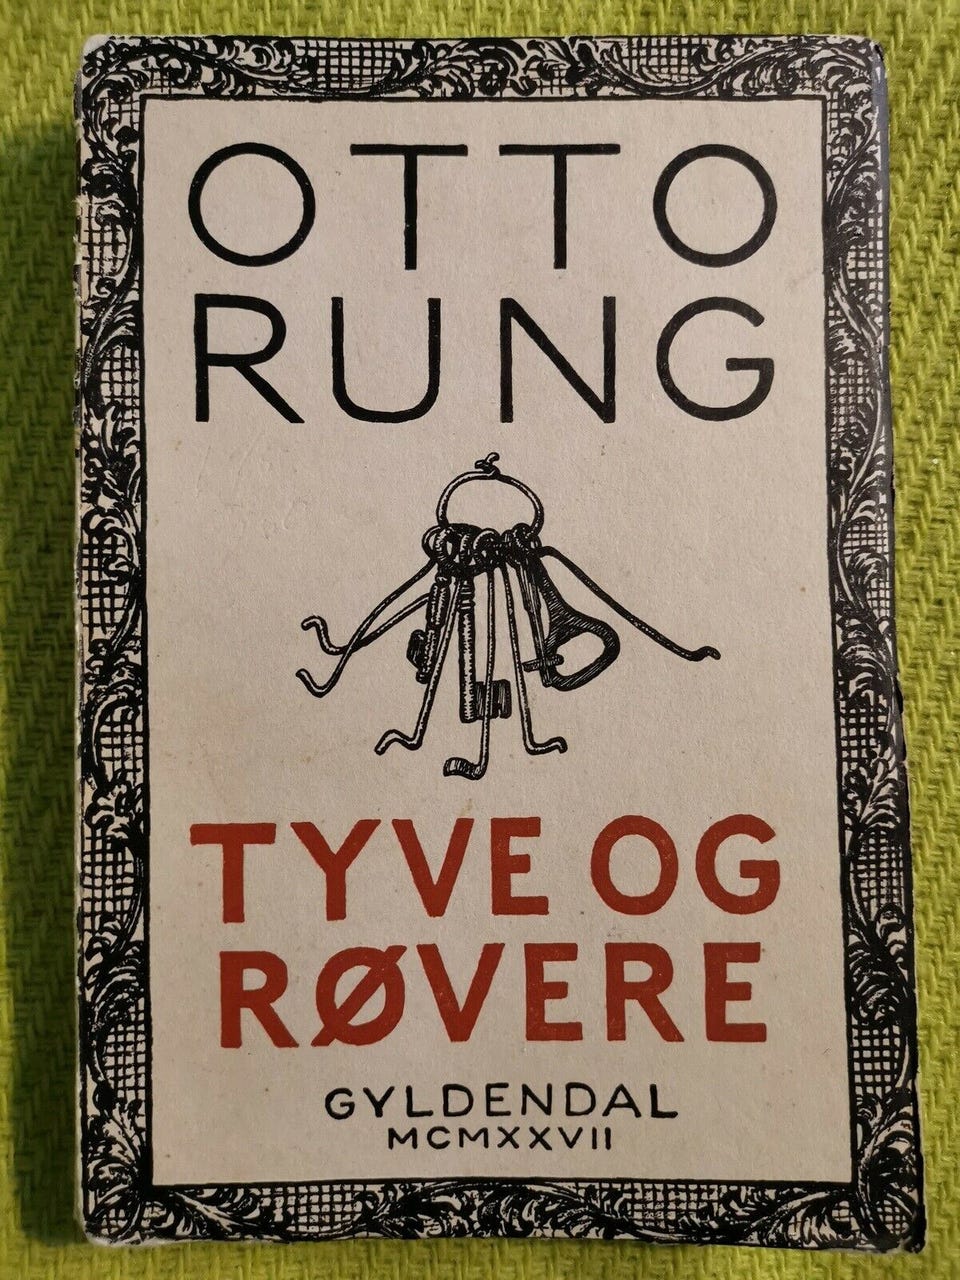 OTTO
RUNG
TYVE OG
RØVERE
GYLDENDAL
MCMXXVII